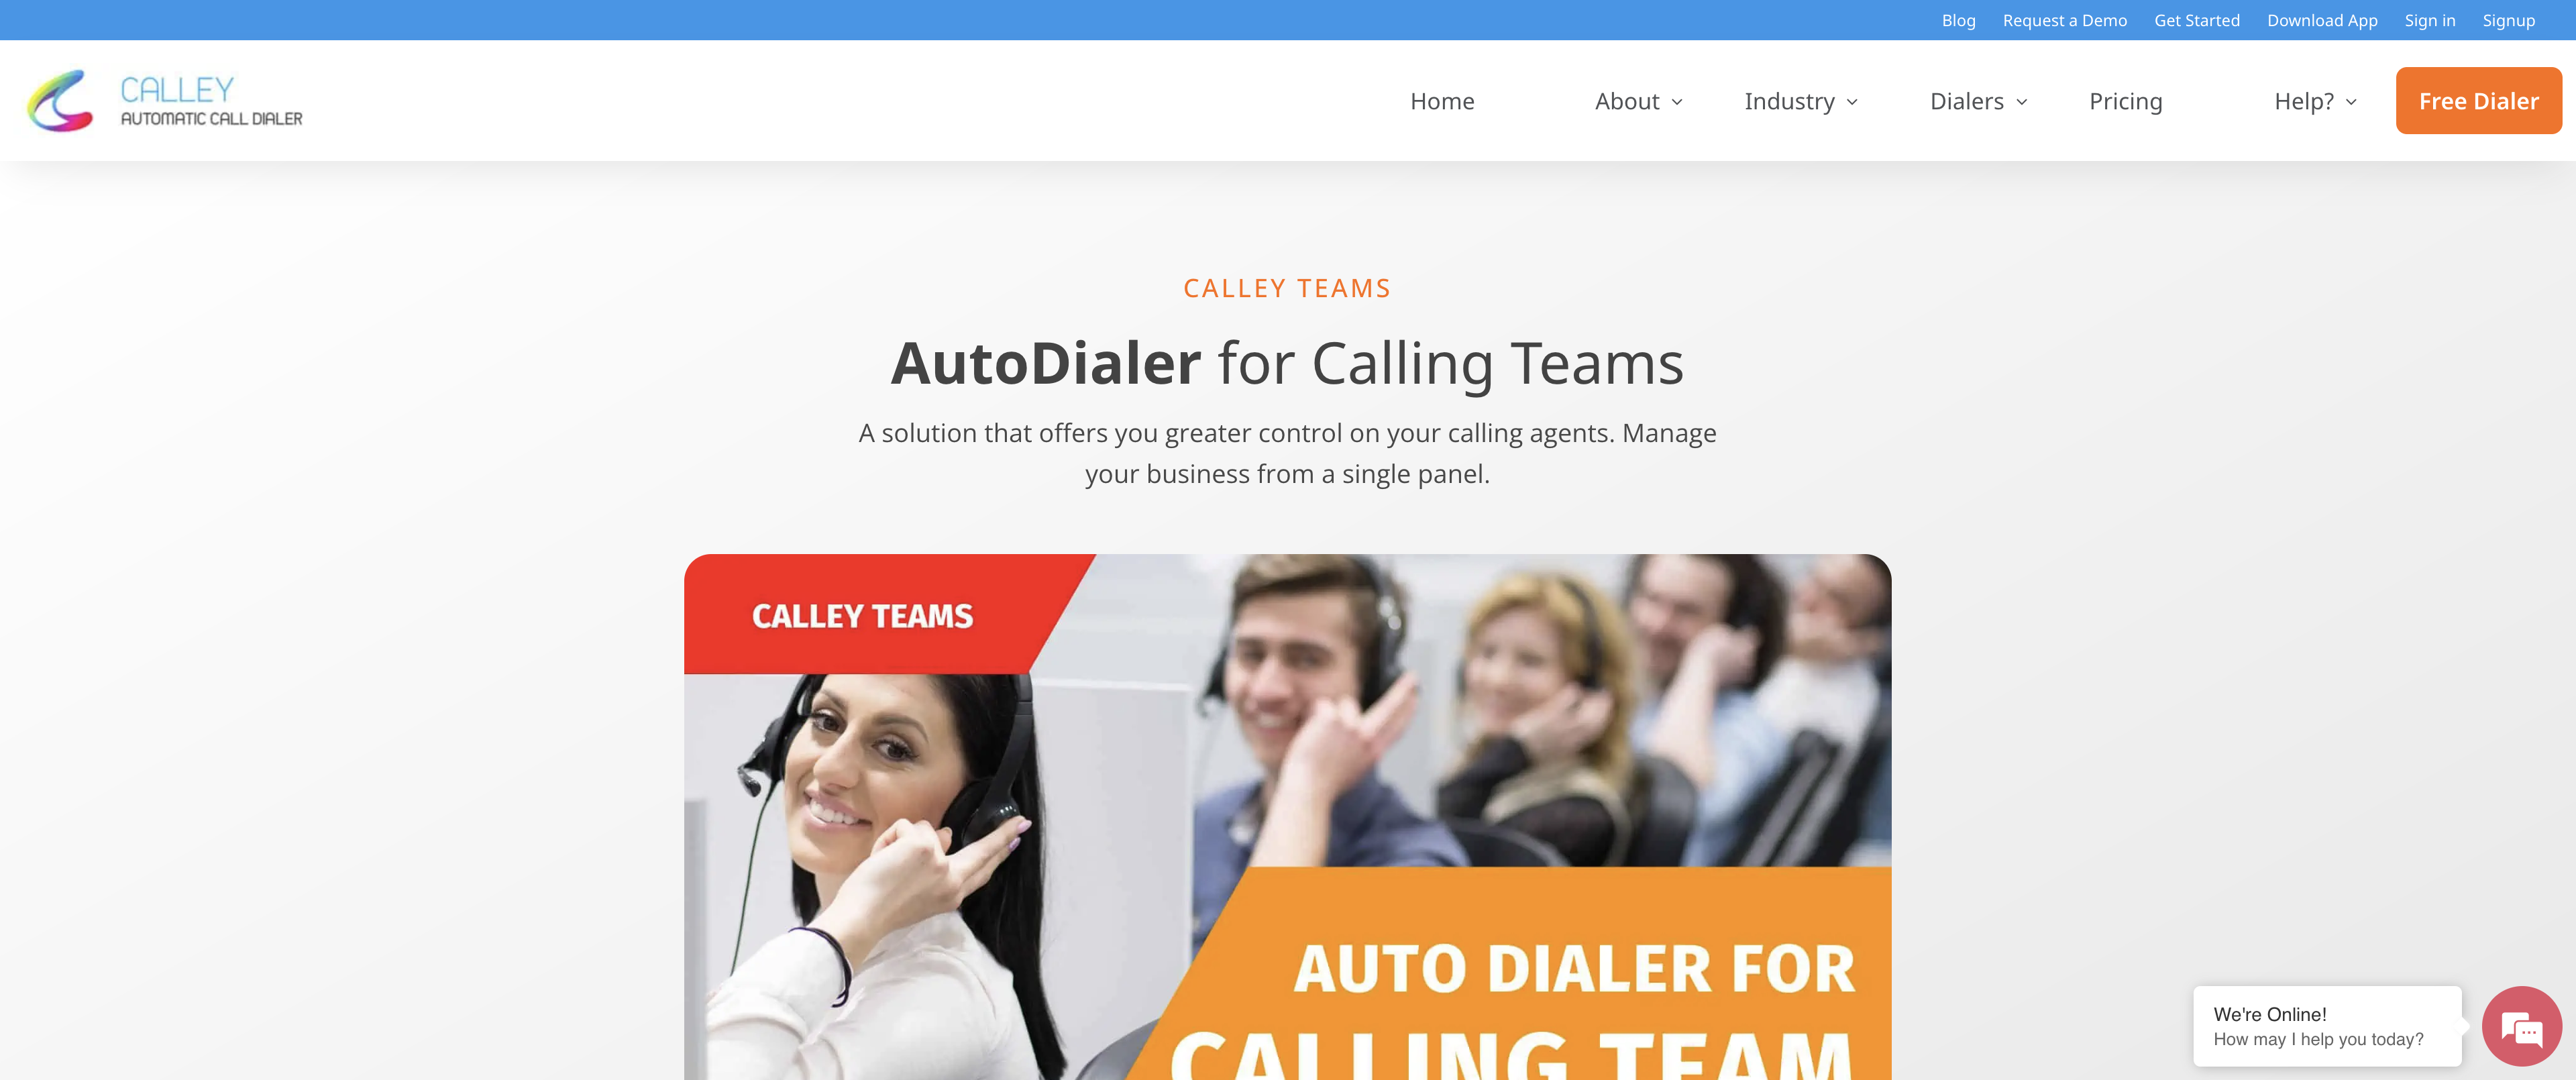 Blog Request a Demo Get Started Download App Sign in Signup
CALLEY
AUTOMATIC CALL DIALER
Home About Industry Dialers Pricing Help? Free Dialer
CALLEY TEAMS
AutoDialer for Calling Teams
A solution that offers you greater control on your calling agents. Manage
your business from a single panel.
CALLEY TEAMS
AUTO DIALER FOR
CALLING TEAM
We're Online!
How may I help you today?